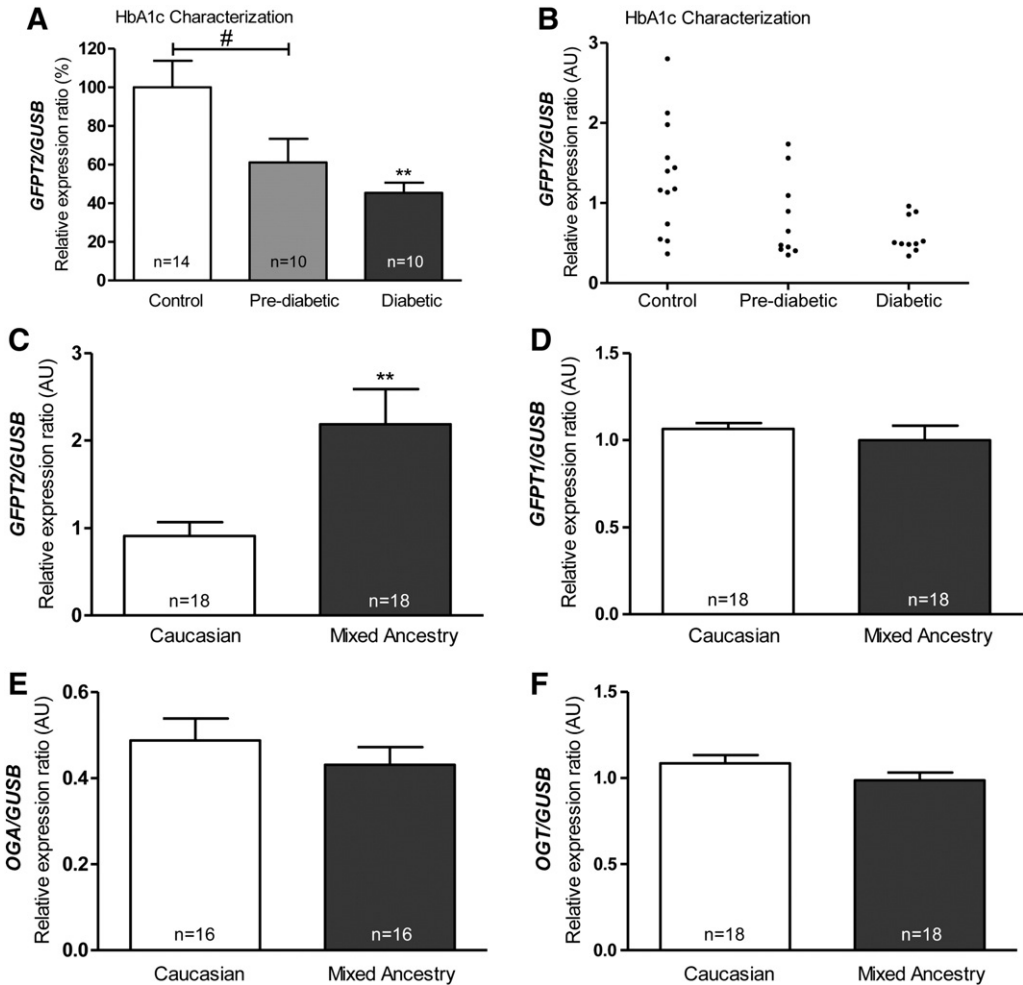 A
HbA1c Characterization
GFPT2/GUSB
Relative expression ratio (%)
120
100
80
60
40
20
0
#
**
n=14
n=10
n=10
Control
Pre-diabetic
Diabetic
B
HbA1c Characterization
GFPT2/GUSB
Relative expression ratio (AU)
3
2
1
0
Control
Pre-diabetic
Diabetic
C
GFPT2/GUSB
Relative expression ratio (AU)
3
2
1
0
**
n=18
n=18
Caucasian
Mixed Ancestry
D
GFPT1/GUSB
Relative expression ratio (AU)
1.5
1.0
0.5
0.0
n=18
n=18
Caucasian
Mixed Ancestry
E
OGA/GUSB
Relative expression ratio (AU)
0.6
0.4
0.2
0.0
n=16
n=16
Caucasian
Mixed Ancestry
F
OGT/GUSB
Relative expression ratio (AU)
1.5
1.0
0.5
0.0
n=18
n=18
Caucasian
Mixed Ancestry